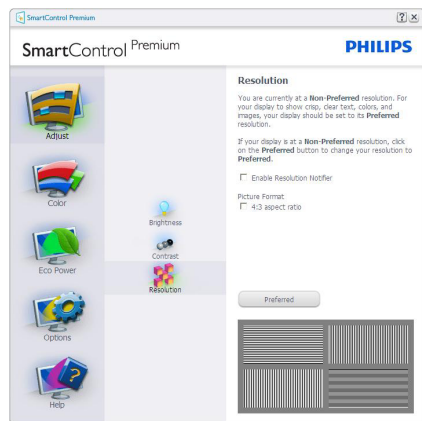 SmartControl Premium
SmartControl Premium
PHILIPS
Adjust
Color
Eco Power
Options
Help
Brightness
Contrast
Resolution
Resolution
You are currently at a Non-Preferred resolution. For
your display to show crisp, clear text, colors, and
images, your display should be set to its Preferred
resolution.
If your display is at a Non-Preferred resolution, click
on the Preferred button to change your resolution to
Preferred.
Enable Resolution Notifier
Picture Format
4:3 aspect ratio
Preferred